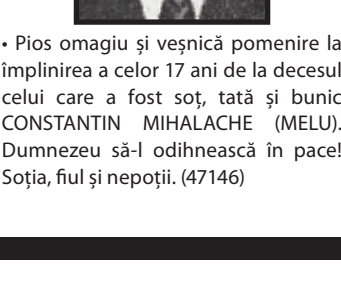 • Pios omagiu și veșnică pomenire la
împlinirea a celor 17 ani de la decesul
celui care a fost soț, tată și bunic
CONSTANTIN MIHALACHE (MELU).
Dumnezeu să-l odihnească în pace!
Soția, fiul și nepoții. (47146)